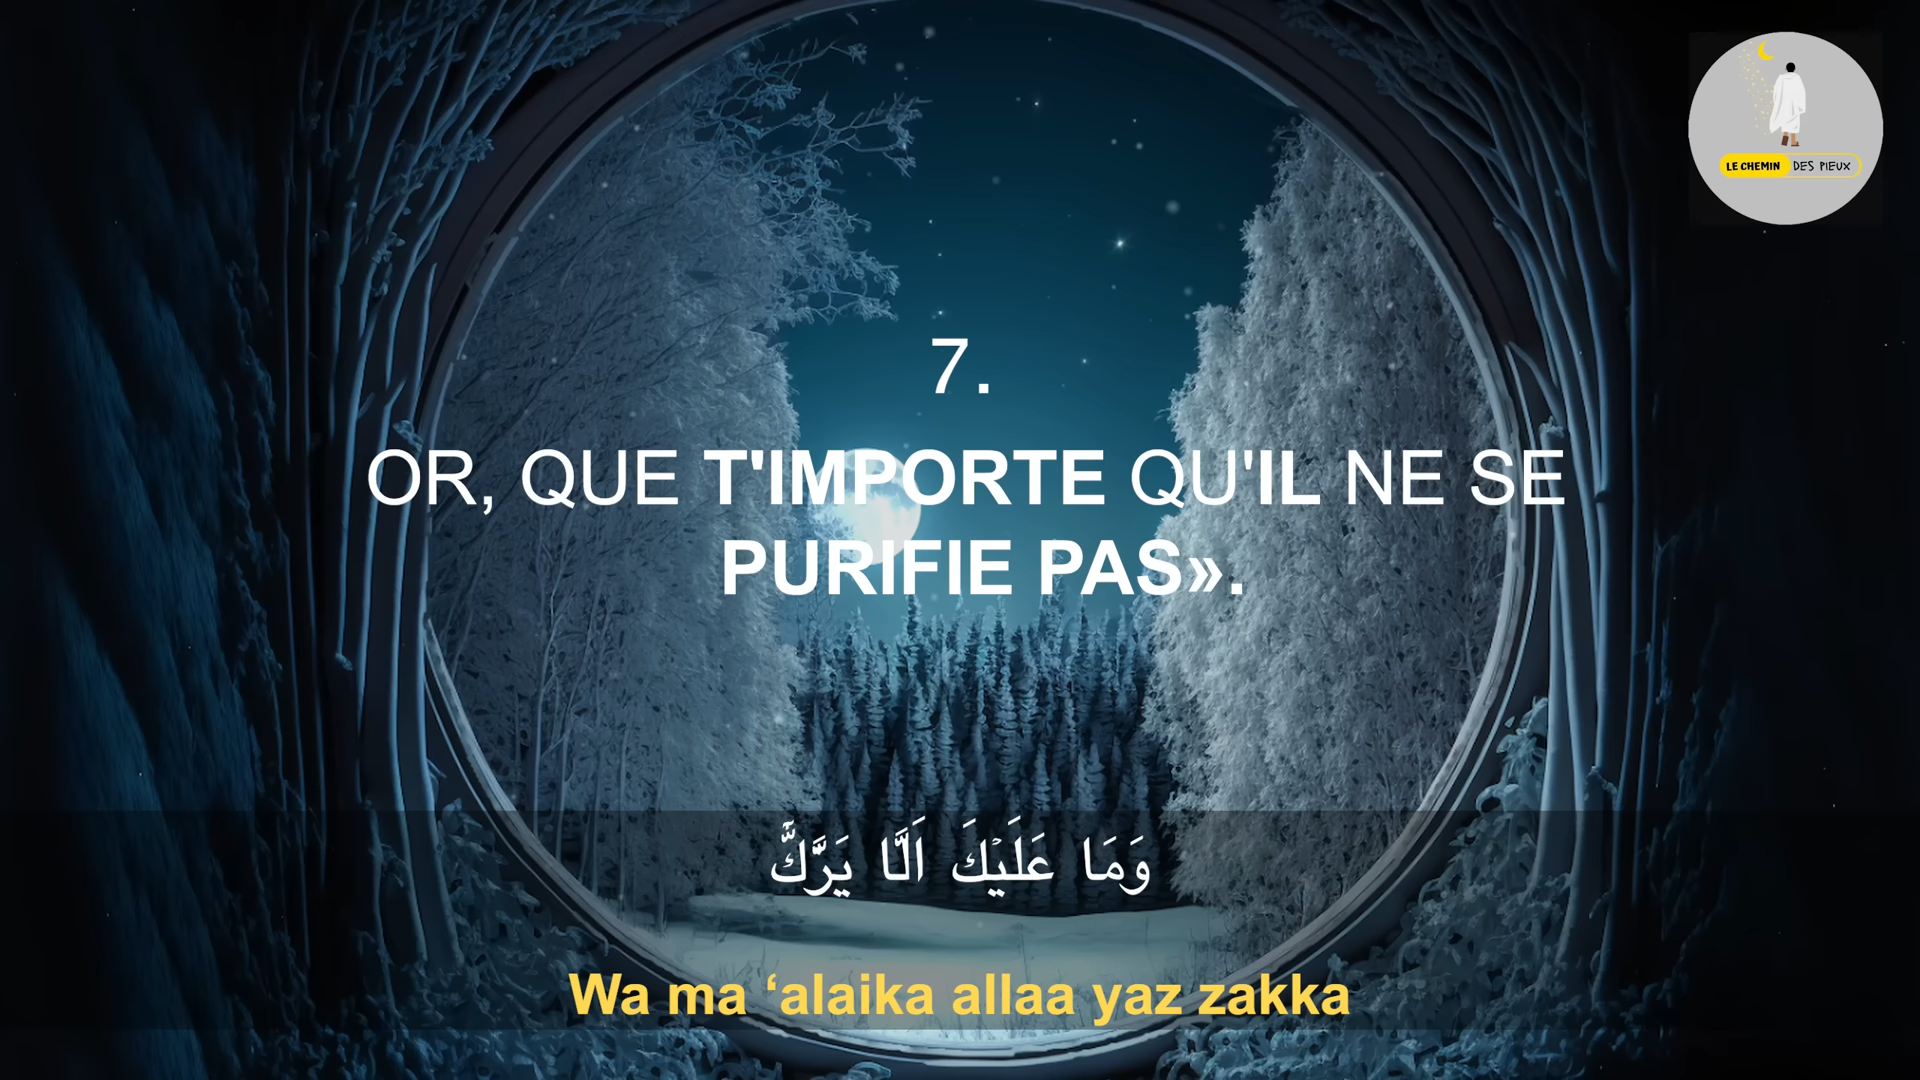 LE CHEMIN DES PIEUX
7.
OR, QUE T'IMPORTE QU'IL NE SE
PURIFIE PAS».
وَمَا عَلَيْكَ اَلَّا يَزَّكّٰىۙ
Wa ma ‘alaika allaa yaz zakka